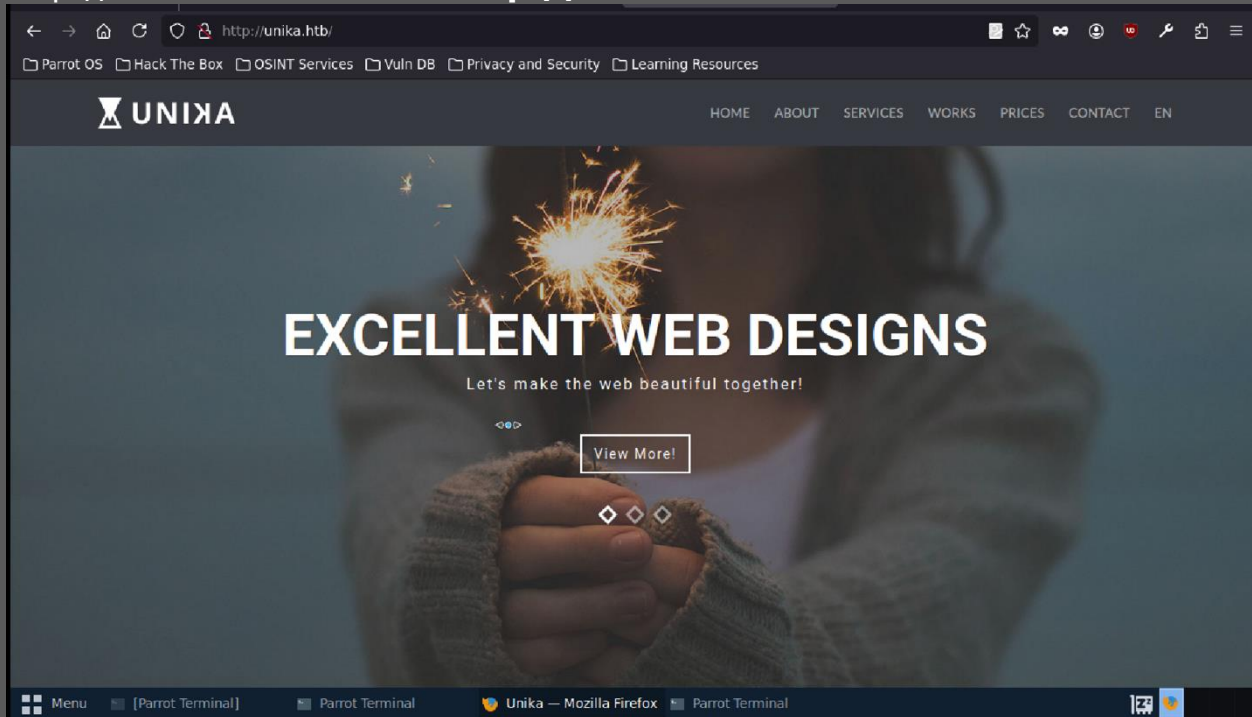 http://unika.htb/
Parrot OS Hack The Box OSINT Services Vuln DB Privacy and Security Learning Resources
UNIKA HOME ABOUT SERVICES WORKS PRICES CONTACT EN
EXCELLENT WEB DESIGNS
Let's make the web beautiful together!
View More!
Menu [Parrot Terminal] Parrot Terminal Unika — Mozilla Firefox Parrot Terminal